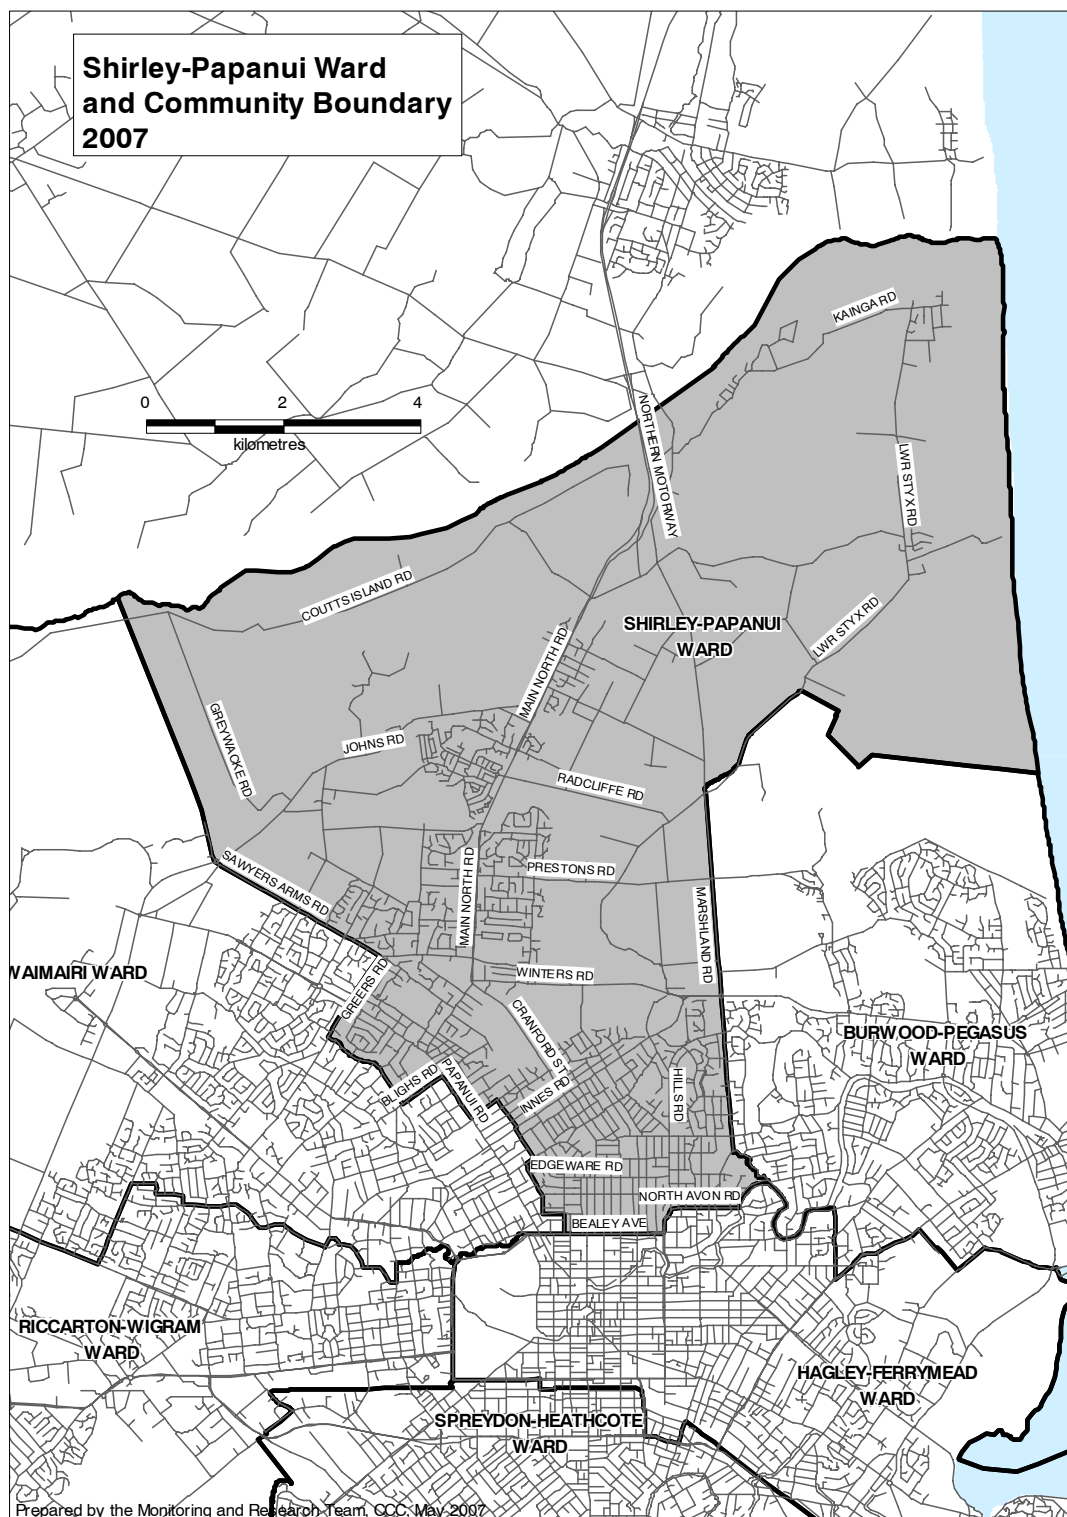 Shirley-Papanui Ward
and Community Boundary
2007
KAINGA RD
0 2 4
kilometres
NORTHERN MOTORWAY
LWR STYX RD
COUTTS ISLAND RD
LWR STYX RD
SHIRLEY-PAPANUI
WARD
MAIN NORTH RD
GREYWACKE RD
JOHNS RD
RADCLIFFE RD
SAWYERS ARMS RD
MAIN NORTH RD
PRESTONS RD
MARSHLAND RD
WAIMAIRI WARD
GREERS RD
WINTERS RD
CRANFORD ST
BURWOOD-PEGASUS
WARD
BLIGHS RD
PAPANUI RD
INNES RD
HILLS RD
EDGEWARE RD
NORTH AVON RD
BEALEY AVE
RICCARTON-WIGRAM
WARD
HAGLEY-FERRYMEAD
WARD
SPREYDON-HEATHCOTE
WARD
Prepared by the Monitoring and Research Team, CCC, May 2007